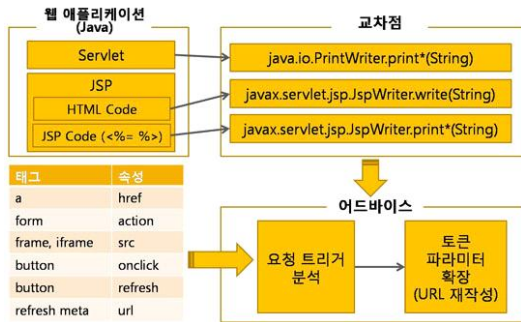 웹 애플리케이션
(Java)
Servlet
JSP
HTML Code
JSP Code (<%= %>)
교차점
java.io.PrintWriter.print*(String)
javax.servlet.jsp.JspWriter.write(String)
javax.servlet.jsp.JspWriter.print*(String)
태그 속성
a href
form action
frame, iframe src
button onclick
button refresh
refresh meta url
어드바이스
요청 트리거
분석
토큰
파라미터
확장
(URL 재작성)